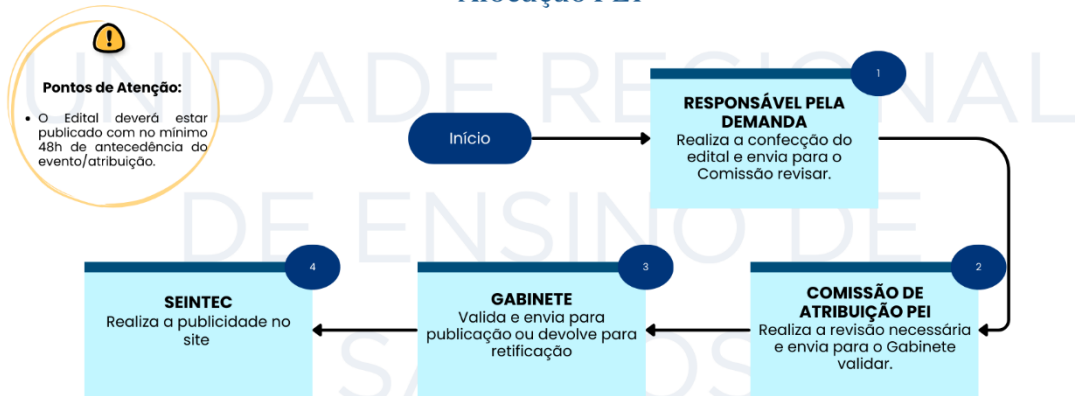 Alocação PEI
Pontos de Atenção:
• O Edital deverá estar
publicado com no mínimo
48h de antecedência do
evento/atribuição.
Início
1
RESPONSÁVEL PELA
DEMANDA
Realiza a confecção do
edital e envia para o
Comissão revisar.
2
COMISSÃO DE
ATRIBUIÇÃO PEI
Realiza a revisão necessária
e envia para o Gabinete
validar.
3
GABINETE
Valida e envia para
publicação ou devolve para
retificação
4
SEINTEC
Realiza a publicidade no
site
UNIDADE REGIONAL
DE ENSINO DE